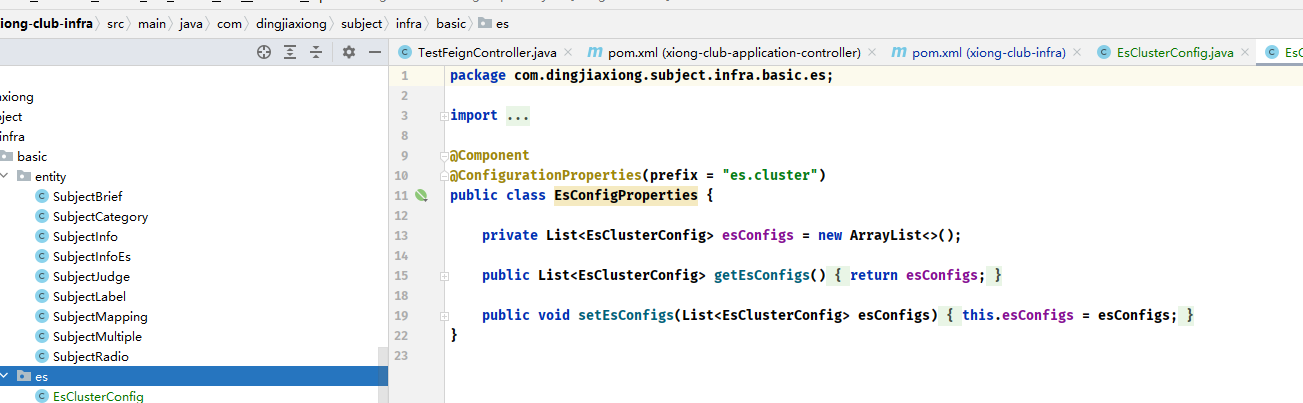 xiong-club-infra 〉 src 〉 main 〉 java 〉 com 〉 dingjiaxiong 〉 subject 〉 infra 〉 basic 〉 es
TestFeignController.java × pom.xml (xiong-club-application-controller) × pom.xml (xiong-club-infra) × EsClusterConfig.java × EsC
axiong
ject
infra
basic
entity
SubjectBrief
SubjectCategory
SubjectInfo
SubjectInfoEs
SubjectJudge
SubjectLabel
SubjectMapping
SubjectMultiple
SubjectRadio
es
EsClusterConfig
1 package com.dingjiaxiong.subject.infra.basic.es;
2
3 import ...
8
9 @Component
10 @ConfigurationProperties(prefix = "es.cluster")
11 public class EsConfigProperties {
12
13 private List<EsClusterConfig> esConfigs = new ArrayList<>();
14
15 public List<EsClusterConfig> getEsConfigs() { return esConfigs; }
18
19 public void setEsConfigs(List<EsClusterConfig> esConfigs) { this.esConfigs = esConfigs; }
22 }
23